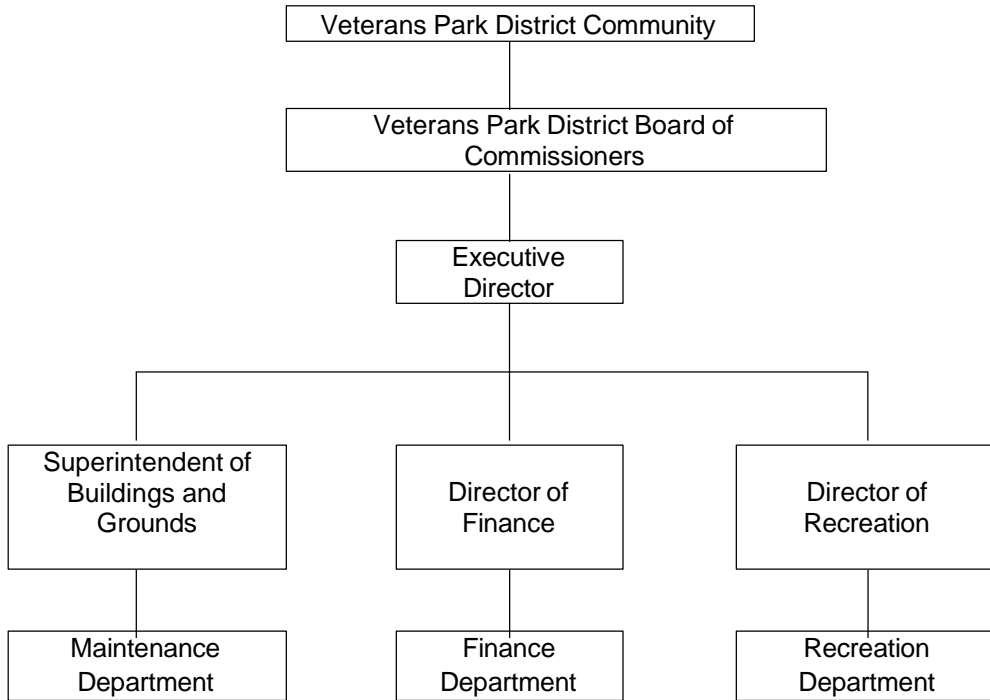 Veterans Park District Community
Veterans Park District Board of
Commissioners
Executive
Director
Superintendent of
Buildings and
Grounds
Director of
Finance
Director of
Recreation
Maintenance
Department
Finance
Department
Recreation
Department